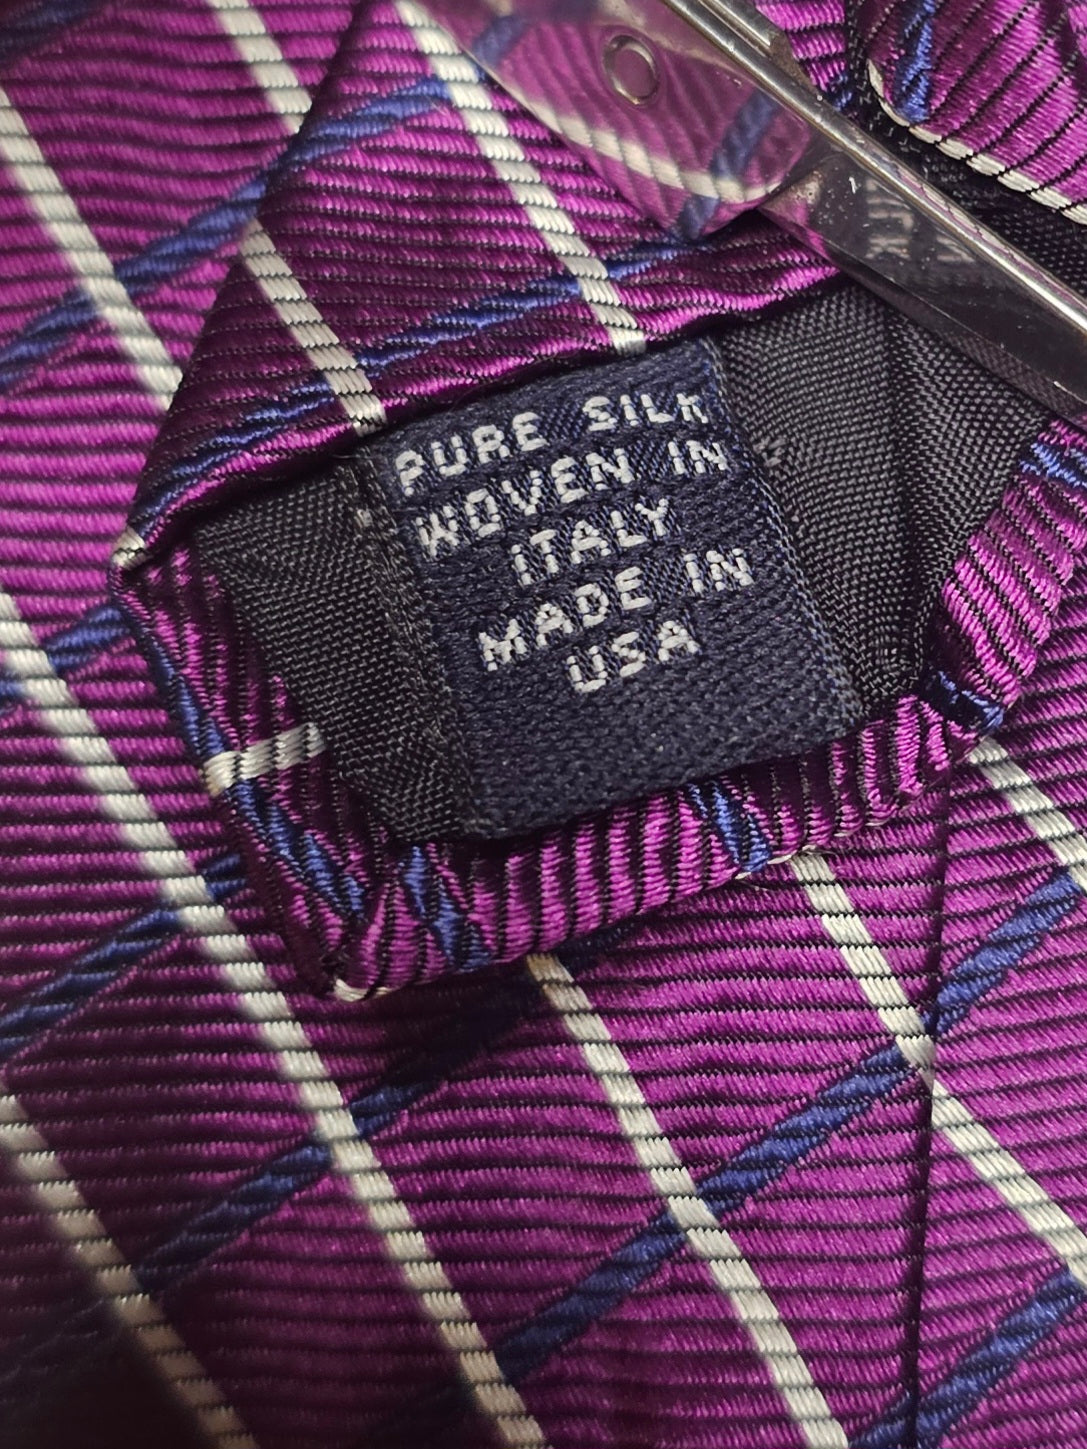 PURE SILK
WOVEN IN
ITALY
MADE IN
USA